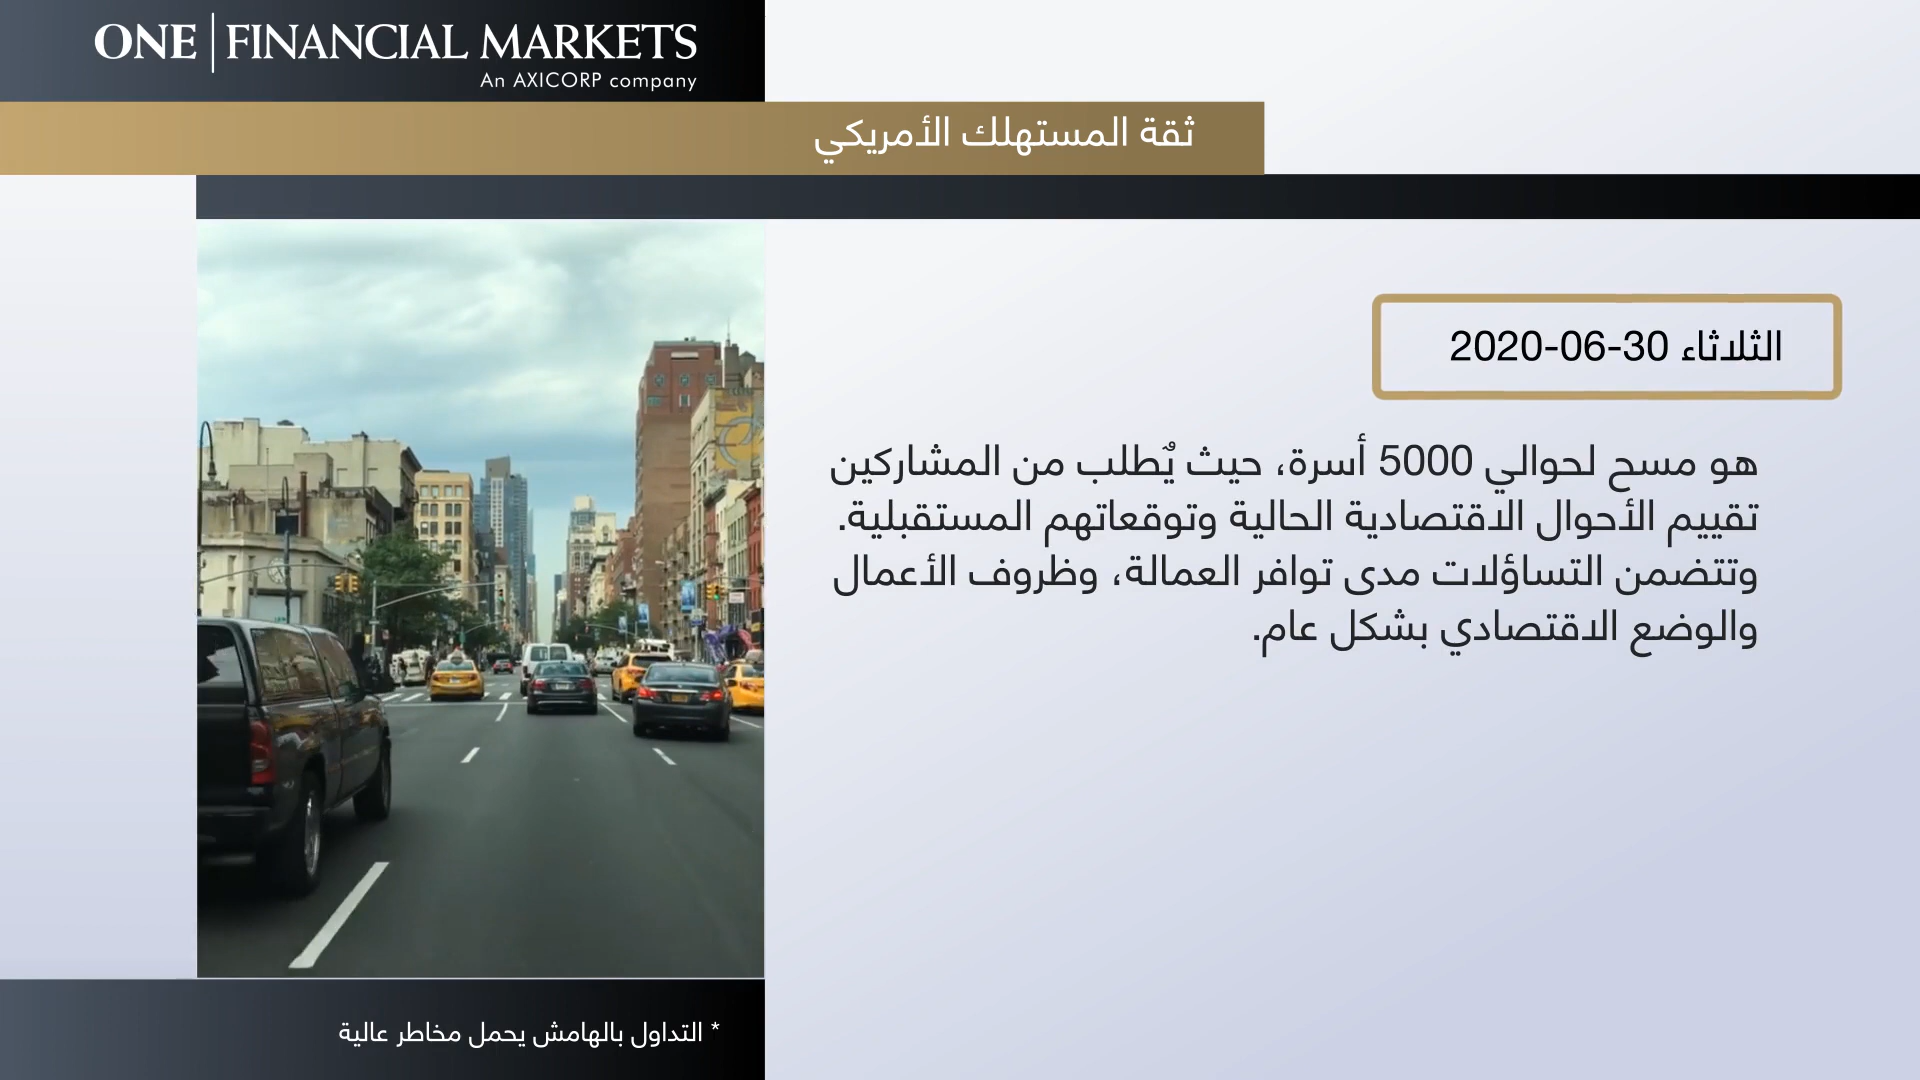 ONE | FINANCIAL MARKETS
An AXICORP company
ثقة المستهلك الأمريكي
الثلاثاء 30-06-2020
هو مسح لحوالي 5000 أسرة، حيث يُطلب من المشاركين
تقييم الأحوال الاقتصادية الحالية وتوقعاتهم المستقبلية.
وتتضمن التساؤلات مدى توافر العمالة، وظروف الأعمال
والوضع الاقتصادي بشكل عام.
* التداول بالهامش يحمل مخاطر عالية